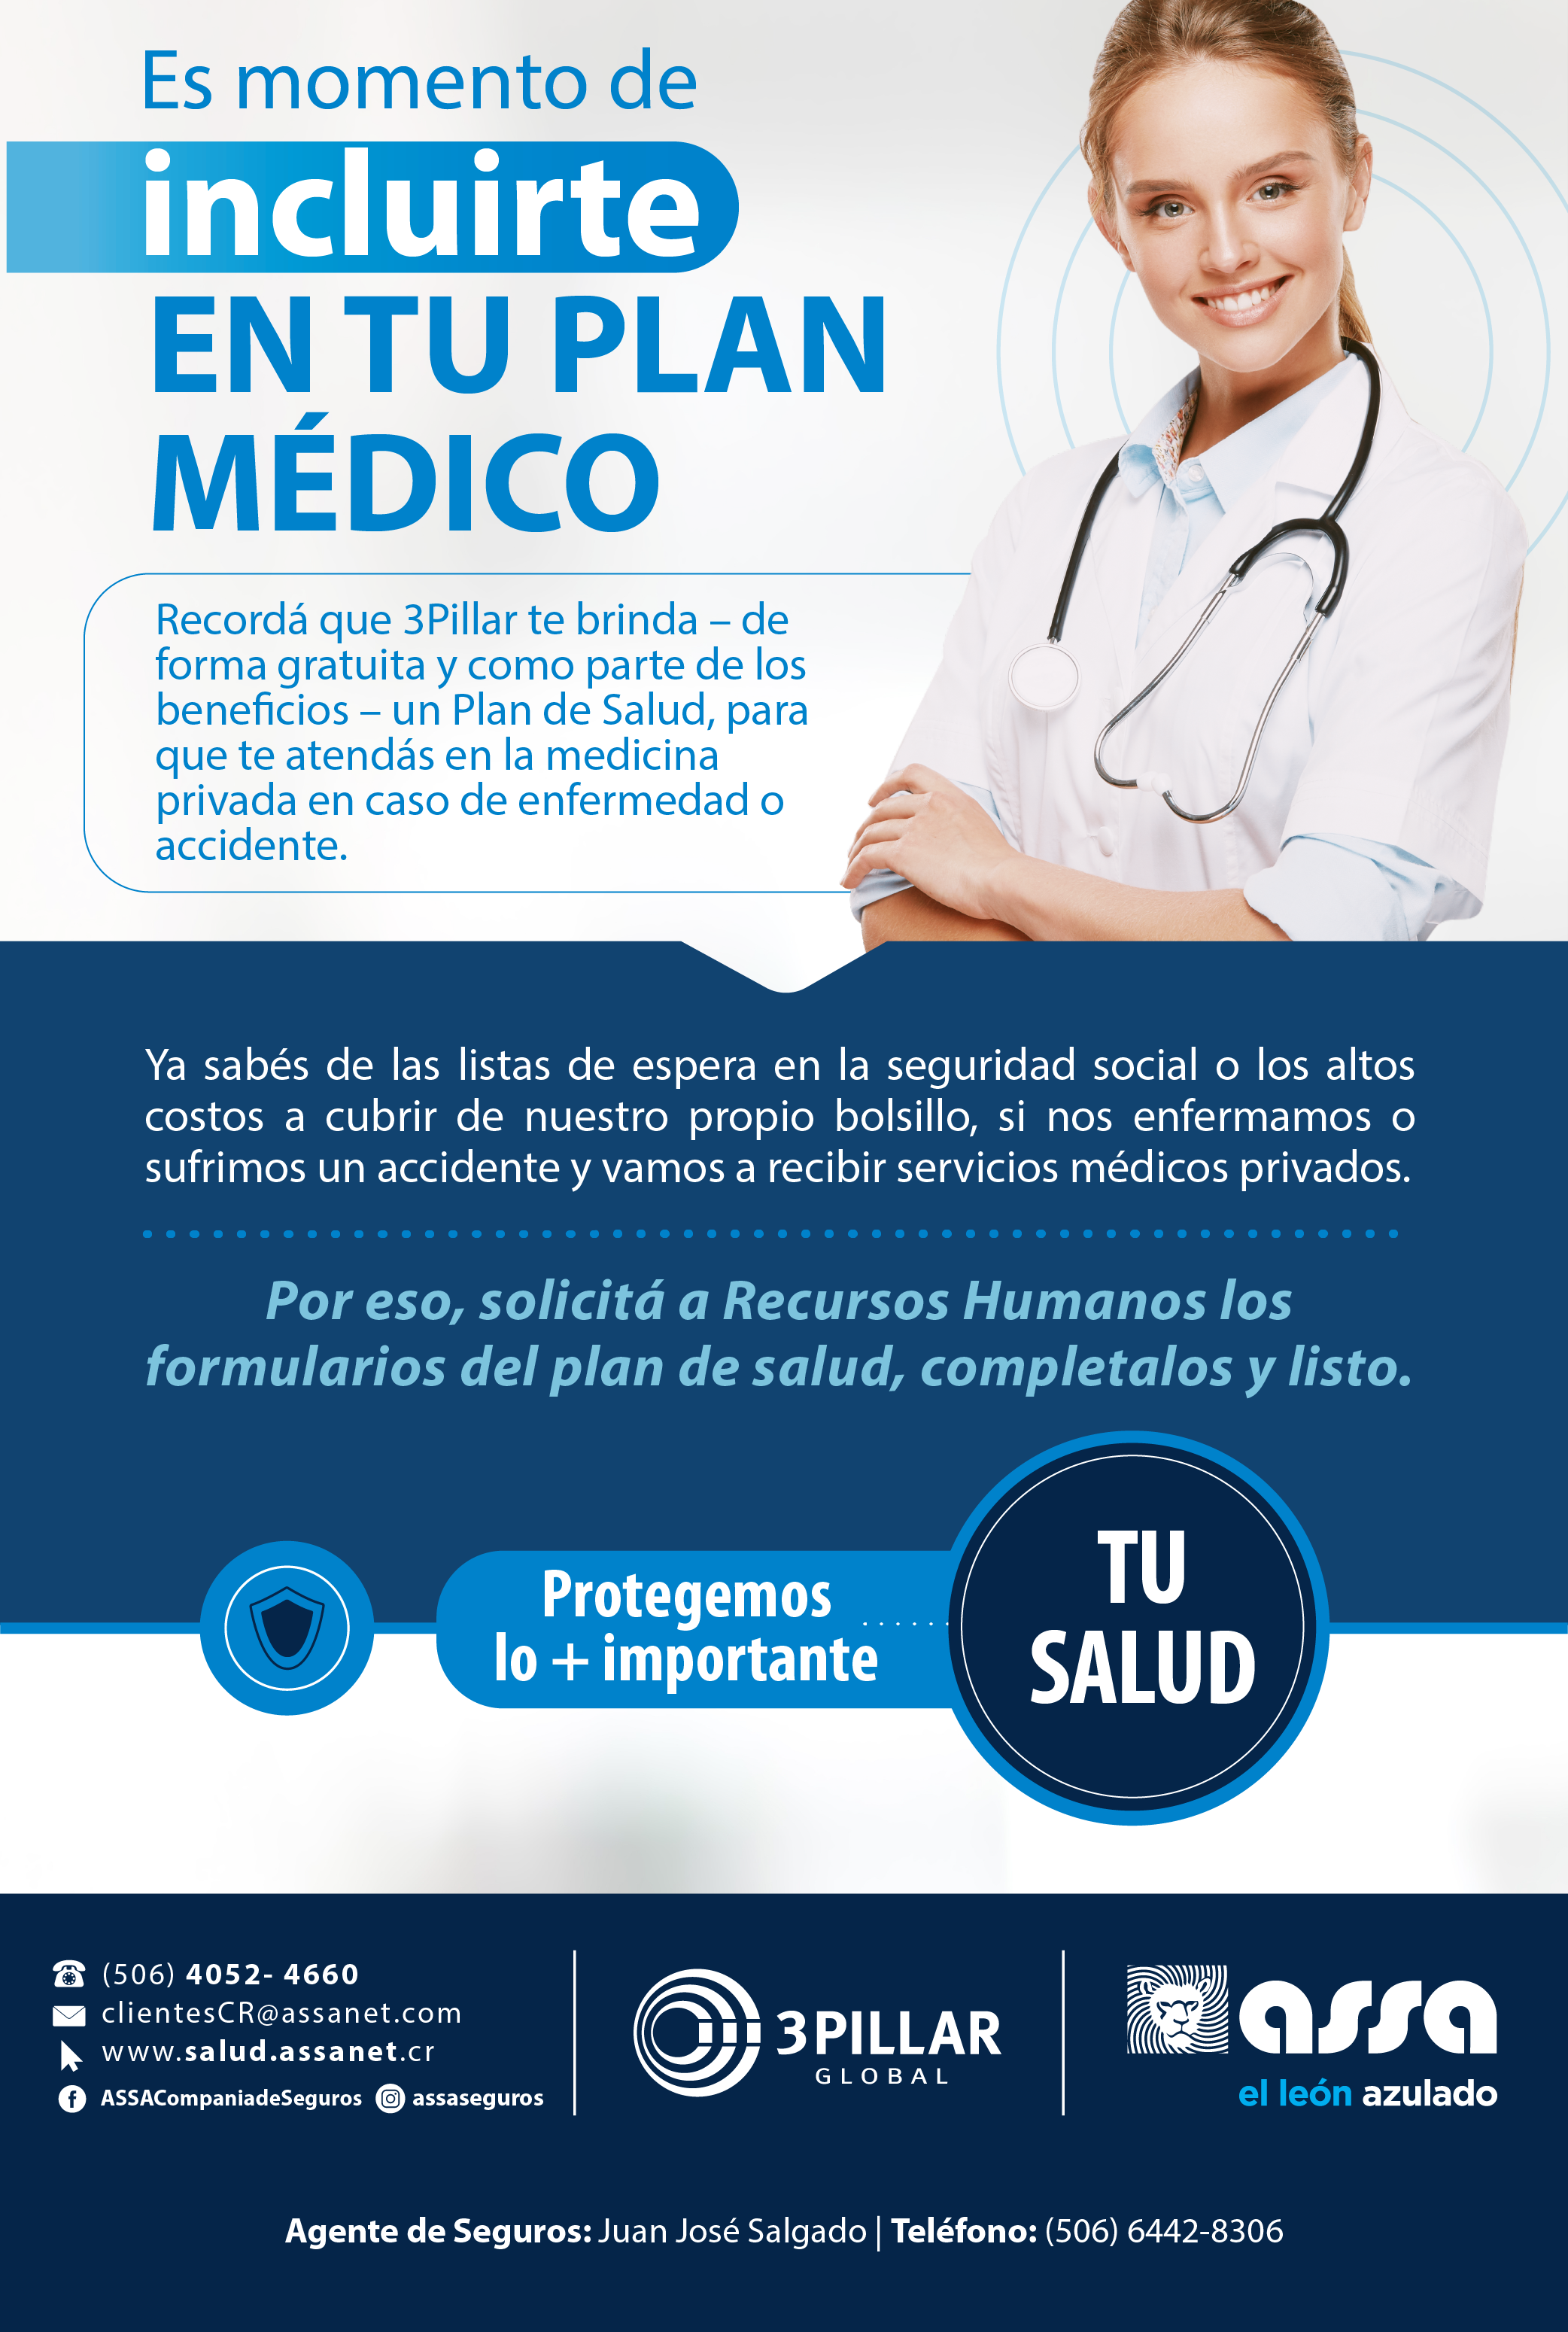 Es momento de
incluirte
EN TU PLAN
MÉDICO
Recordá que 3Pillar te brinda – de
forma gratuita y como parte de los
beneficios – un Plan de Salud, para
que te atendás en la medicina
privada en caso de enfermedad o
accidente.
Ya sabés de las listas de espera en la seguridad social o los altos
costos a cubrir de nuestro propio bolsillo, si nos enfermamos o
sufrimos un accidente y vamos a recibir servicios médicos privados.
Por eso, solicitá a Recursos Humanos los
formularios del plan de salud, completalos y listo.
Protegemos
lo + importante
TU
SALUD
(506) 4052- 4660
clientesCR@assanet.com
www.salud.assanet.cr
ASSACompaniadeSeguros assaseguros
3PILLAR
GLOBAL
assa
el león azulado
Agente de Seguros: Juan José Salgado | Teléfono: (506) 6442-8306